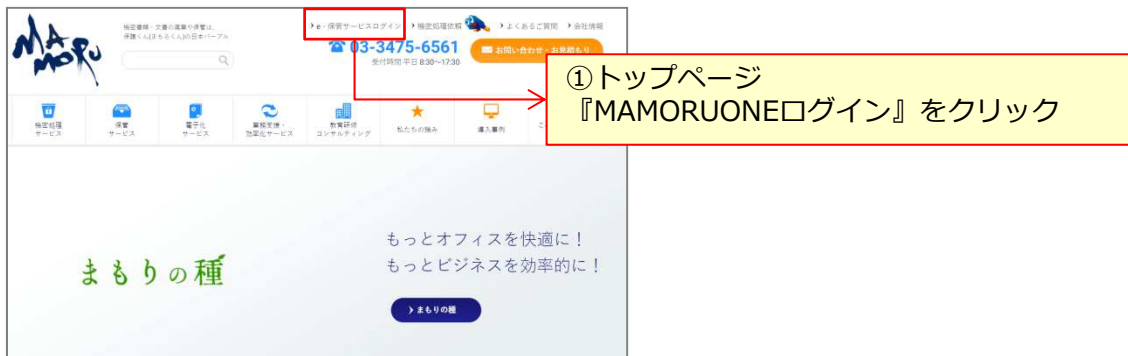 MAMORU
機密書類・文書の廃棄や保管は、
保護くん(まもるくん)の日本パープル
e-保管サービスログイン 機密処理依頼 よくあるご質問 会社情報
03-3475-6561
受付時間 平日 8:30〜17:30
お問い合わせ・お見積もり
①トップページ
『MAMORUONEログイン』をクリック
機密処理
サービス
保管
サービス
電子化
サービス
業務支援・
効率化サービス
教育研修
コンサルティング
私たちの強み
導入事例
もっとオフィスを快適に！
もっとビジネスを効率的に！
まもりの種
まもりの種